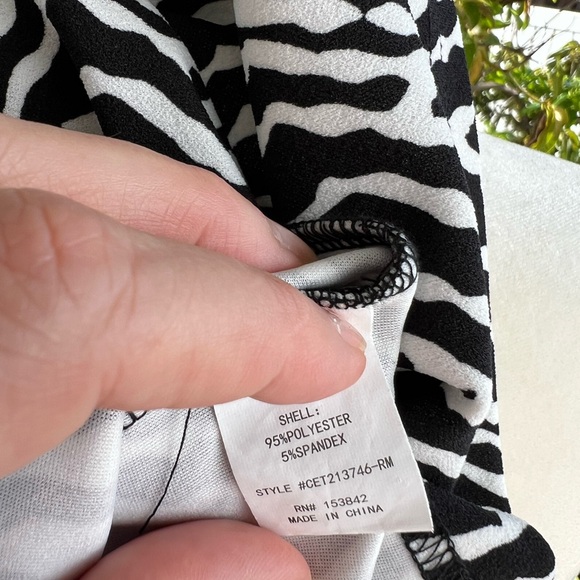 SHELL:
95%POLYESTER
5%SPANDEX
STYLE #CET213746-RM
RN# 153842
MADE IN CHINA